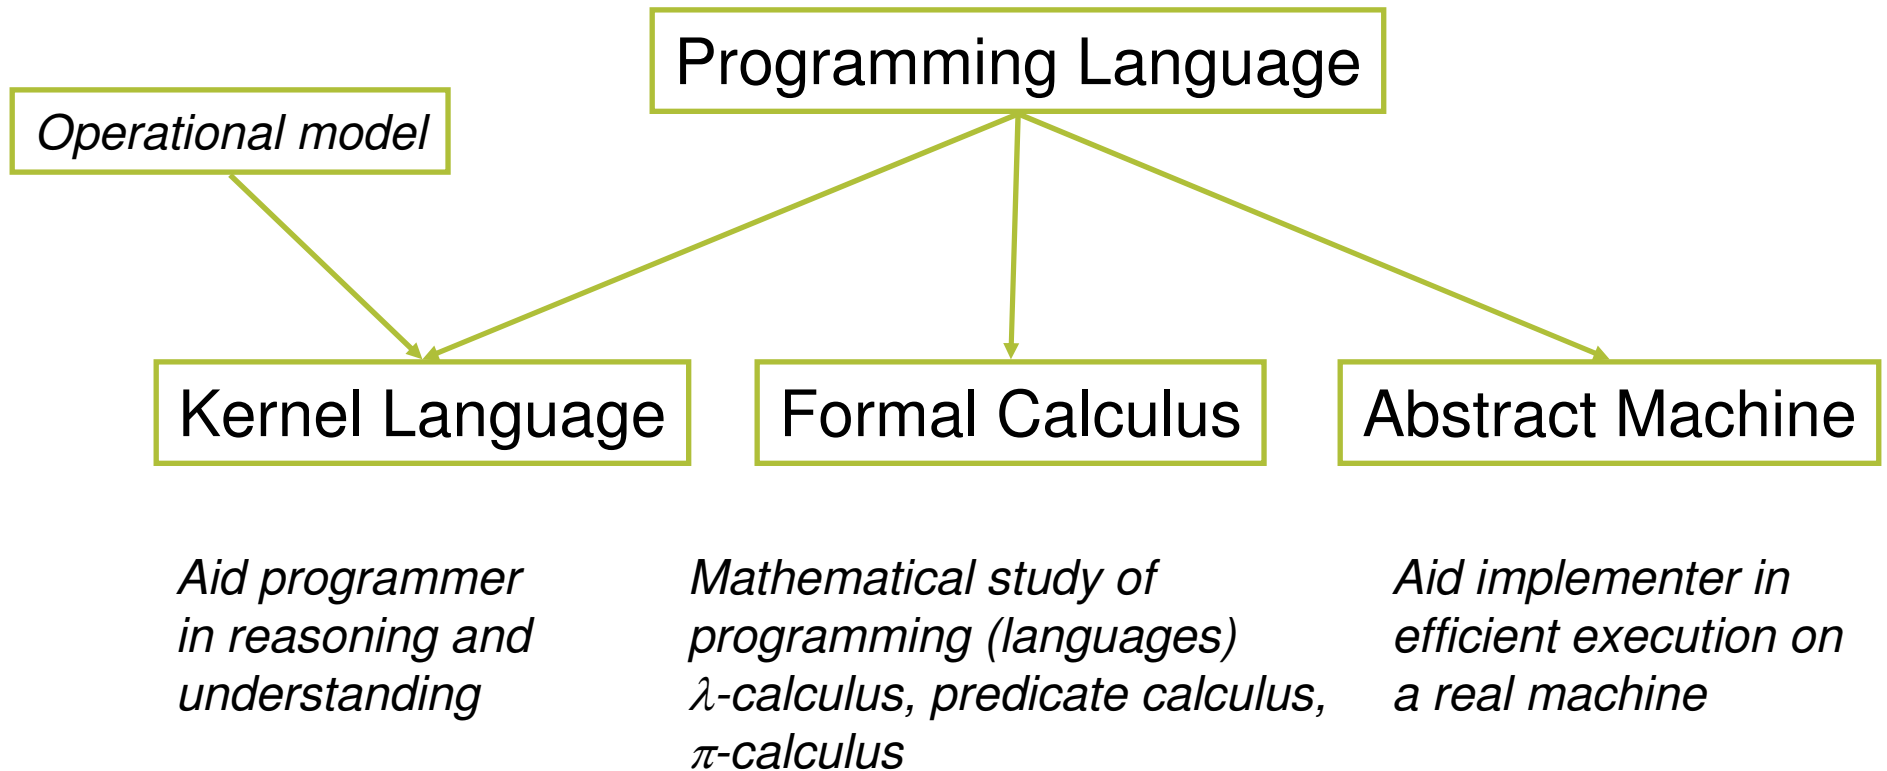 Programming Language
Operational model
Kernel Language
Formal Calculus
Abstract Machine
Aid programmer
in reasoning and
understanding
Mathematical study of
programming (languages)
λ-calculus, predicate calculus,
π-calculus
Aid implementer in
efficient execution on
a real machine